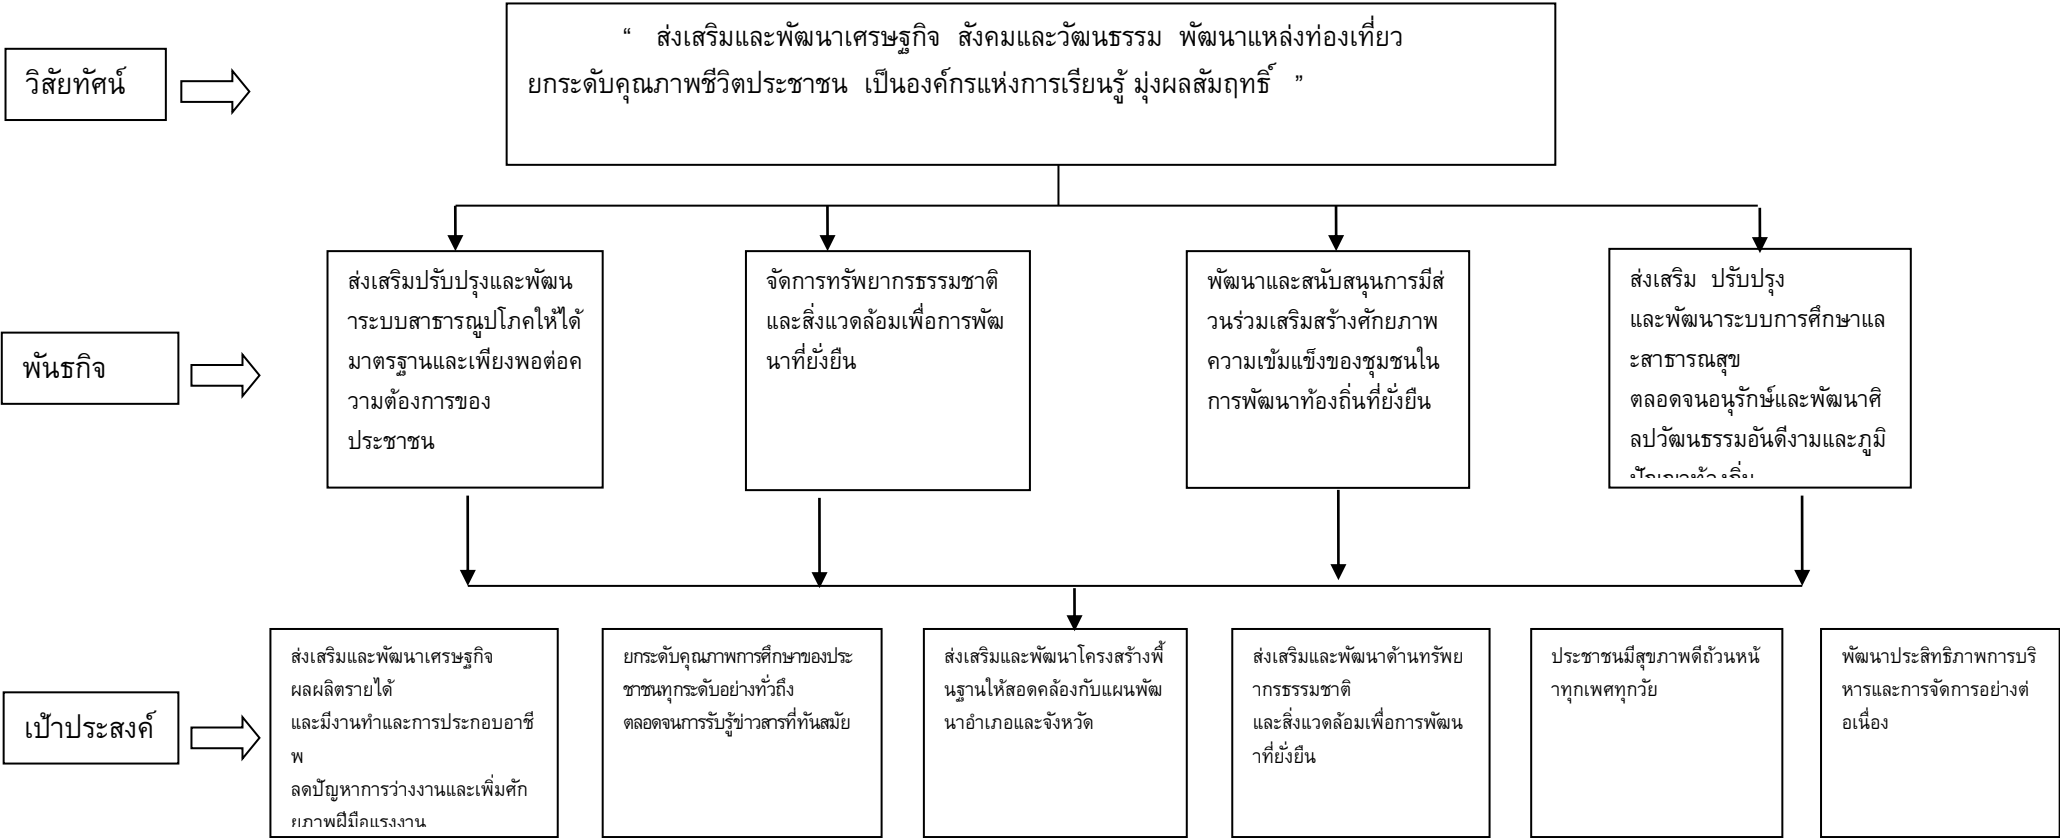 “ ส่งเสริมและพัฒนาเศรษฐกิจ สังคมและวัฒนธรรม พัฒนาแหล่งท่องเที่ยว
ยกระดับคุณภาพชีวิตประชาชน เป็นองค์กรแห่งการเรียนรู้ มุ่งผลสัมฤทธิ์ ”
วิสัยทัศน์
พันธกิจ
ส่งเสริมปรับปรุงและพัฒน
าระบบสาธารณูปโภคให้ได้
มาตรฐานและเพียงพอต่อค
วามต้องการของ
ประชาชน
จัดการทรัพยากรธรรมชาติ
และสิ่งแวดล้อมเพื่อการพัฒ
นาที่ยั่งยืน
พัฒนาและสนับสนุนการมีส่
วนร่วมเสริมสร้างศักยภาพ
ความเข้มแข็งของชุมชนใน
การพัฒนาท้องถิ่นที่ยั่งยืน
ส่งเสริม ปรับปรุง
และพัฒนาระบบการศึกษาแล
ะสาธารณสุข
ตลอดจนอนุรักษ์และพัฒนาศิ
ลปวัฒนธรรมอันดีงามและภูมิ
ปัญญาท้องถิ่น
เป้าประสงค์
ส่งเสริมและพัฒนาเศรษฐกิจ
ผลผลิตรายได้
และมีงานทำและการประกอบอาชี
พ
ลดปัญหาการว่างงานและเพิ่มศัก
ยภาพฝีมือแรงงาน
ยกระดับคุณภาพการศึกษาของประ
ชาชนทุกระดับอย่างทั่วถึง
ตลอดจนการรับรู้ข่าวสารที่ทันสมัย
ส่งเสริมและพัฒนาโครงสร้างพื้
นฐานให้สอดคล้องกับแผนพัฒ
นาอำเภอและจังหวัด
ส่งเสริมและพัฒนาด้านทรัพย
ากรธรรมชาติ
และสิ่งแวดล้อมเพื่อการพัฒน
าที่ยั่งยืน
ประชาชนมีสุขภาพดีถ้วนหน้
าทุกเพศทุกวัย
พัฒนาประสิทธิภาพการบริ
หารและการจัดการอย่างต่
อเนื่อง